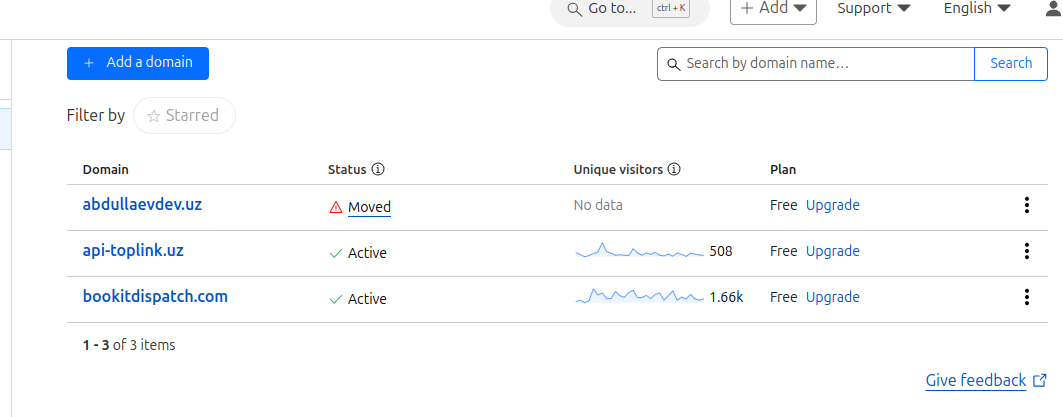 Go to... ctrl + K + Add Support English
+ Add a domain Search by domain name... Search
Filter by Starred
Domain Status Unique visitors Plan
abdullaevdev.uz Moved No data Free Upgrade
api-toplink.uz Active 508 Free Upgrade
bookitdispatch.com Active 1.66k Free Upgrade
1 - 3 of 3 items
Give feedback